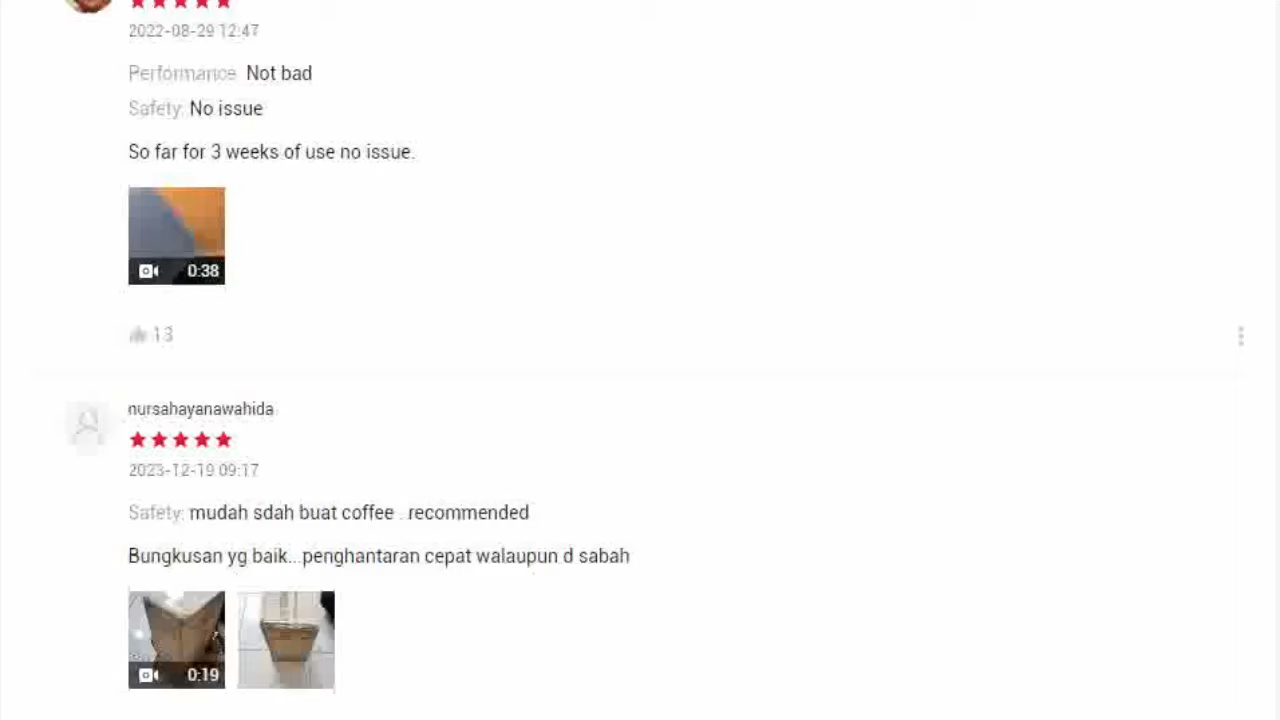 2022-08-29 12:47
Performance: Not bad
Safety: No issue
So far for 3 weeks of use no issue.
0:38
13
nursahayanawahida
2023-12-19 09:17
Safety: mudah sdah buat coffee ..recommended
Bungkusan yg baik...penghantaran cepat walaupun d sabah
0:19